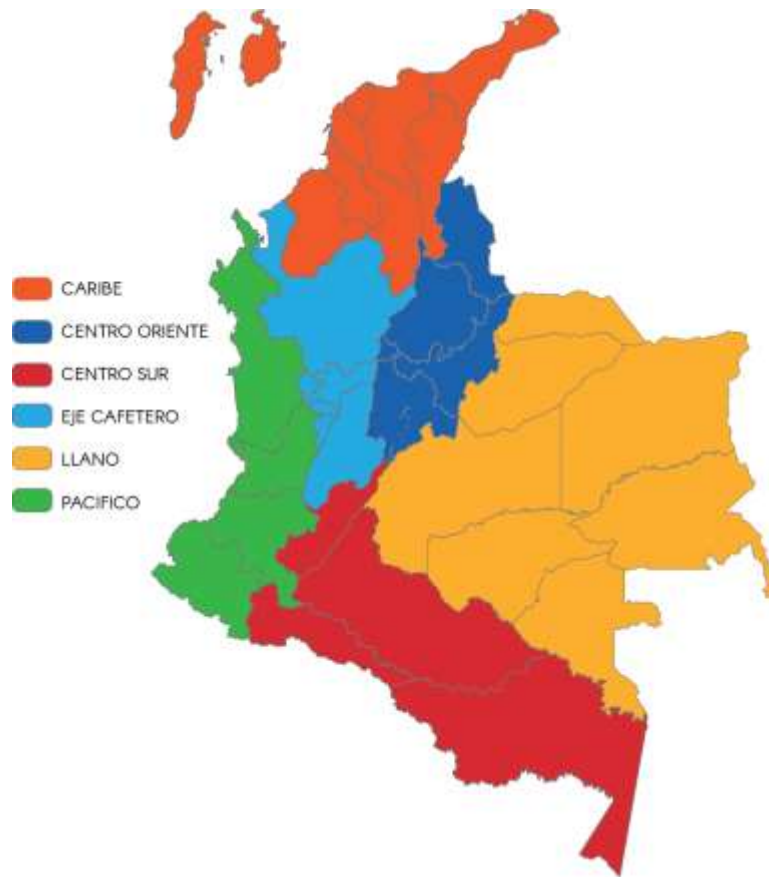 CARIBE
CENTRO ORIENTE
CENTRO SUR
EJE CAFETERO
LLANO
PACIFICO